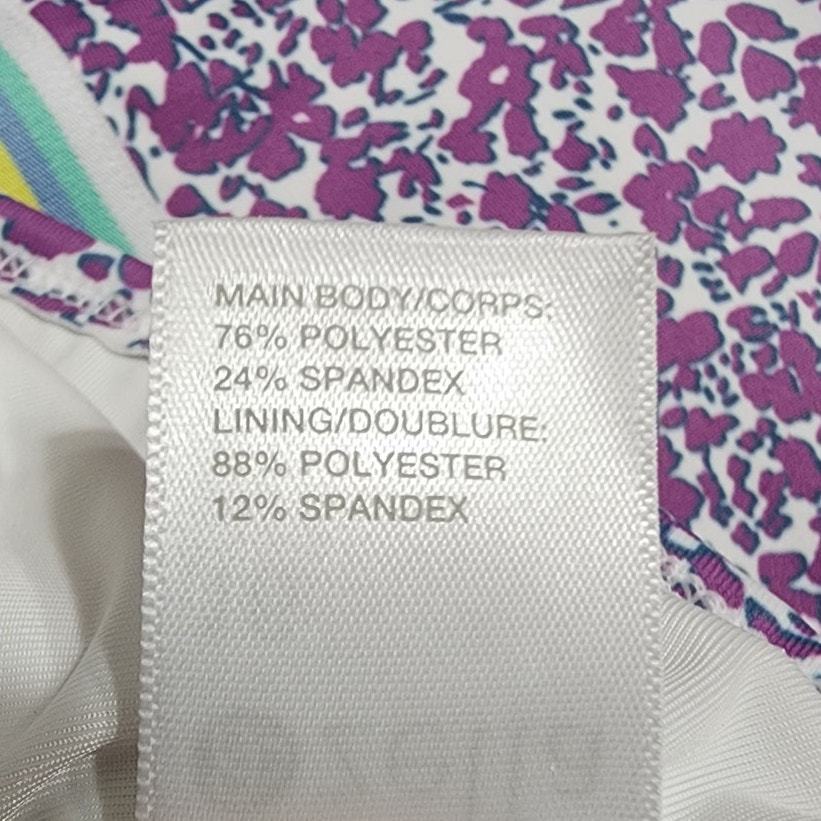 MAIN BODY/CORPS:
76% POLYESTER
24% SPANDEX
LINING/DOUBLURE:
88% POLYESTER
12% SPANDEX